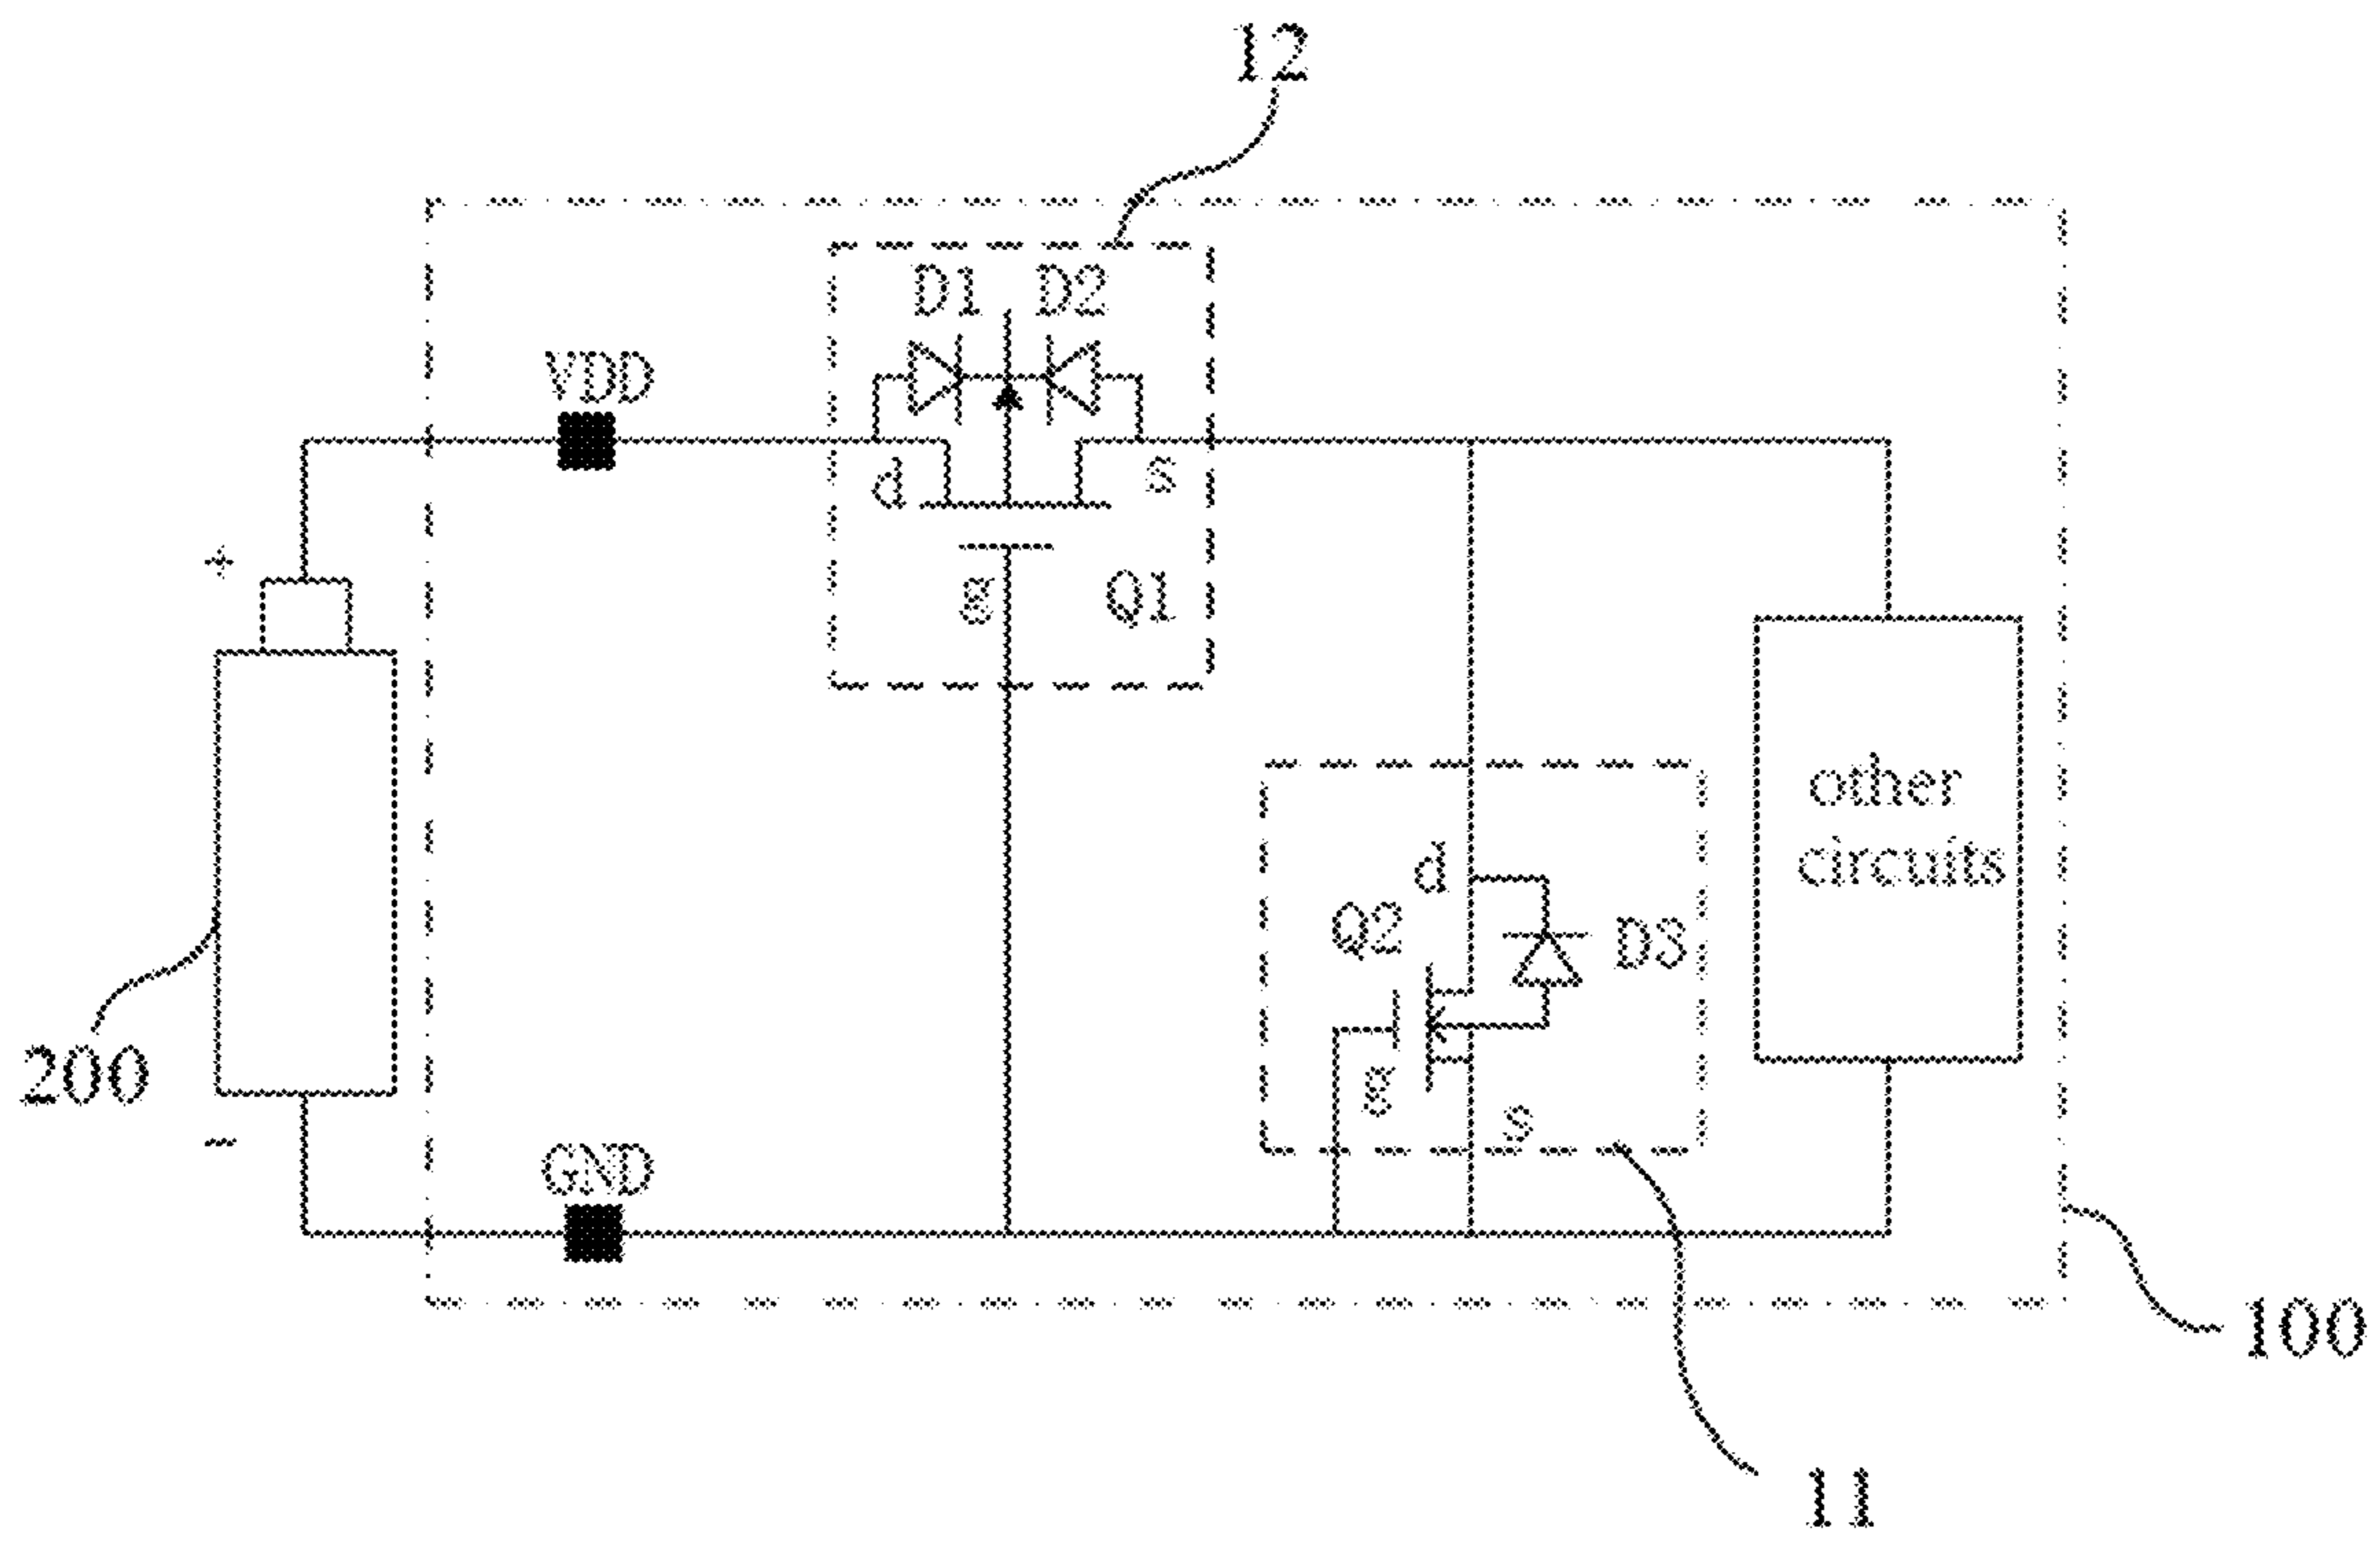 12
D1 D2
VDD
d
s
+
g
Q1
other
circuits
d
Q2
D3
200
g
s
-
GND
100
11